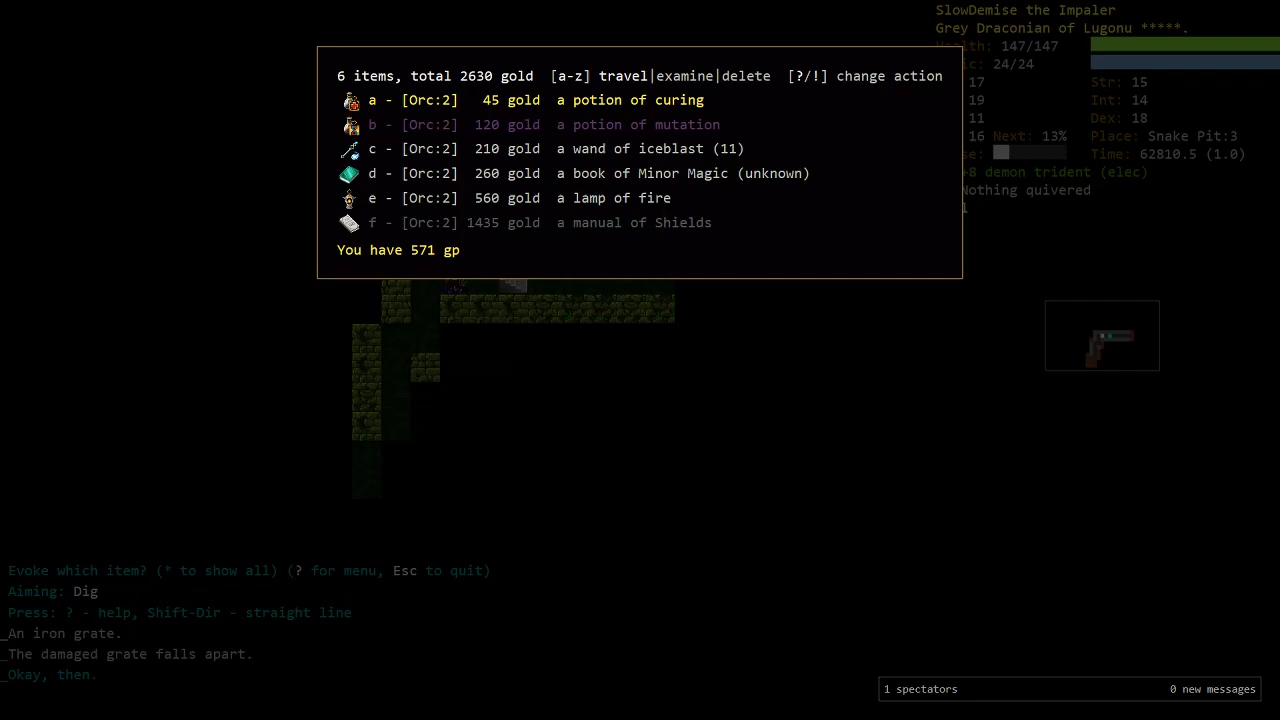 SlowDemise the Impaler
Grey Draconian of Lugonu *****.
Health: 147/147
ic: 24/24
17 Str: 15
19 Int: 14
11 Dex: 18
16 Next: 13% Place: Snake Pit:3
se: Time: 62810.5 (1.0)
+8 demon trident (elec)
Nothing quivered
6 items, total 2630 gold [a-z] travel|examine|delete [?/!] change action
a - [Orc:2] 45 gold a potion of curing
b - [Orc:2] 120 gold a potion of mutation
c - [Orc:2] 210 gold a wand of iceblast (11)
d - [Orc:2] 260 gold a book of Minor Magic (unknown)
e - [Orc:2] 560 gold a lamp of fire
f - [Orc:2] 1435 gold a manual of Shields
You have 571 gp
Evoke which item? (* to show all) (? for menu, Esc to quit)
Aiming: Dig
Press: ? - help, Shift-Dir - straight line
_An iron grate.
_The damaged grate falls apart.
_Okay, then.
1 spectators 0 new messages